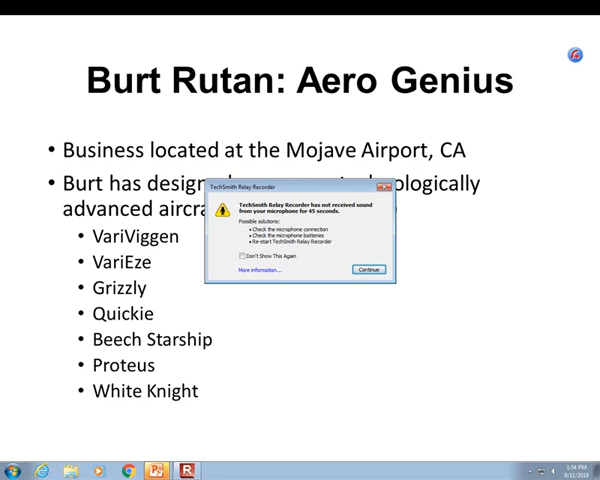 Burt Rutan: Aero Genius
• Business located at the Mojave Airport, CA
• Burt has design
ologically
advanced aircra
)
• VariViggen
• VariEze
• Grizzly
• Quickie
• Beech Starship
• Proteus
• White Knight
TechSmith Relay Recorder
TechSmith Relay Recorder has not received sound
from your microphone for 45 seconds.
Possible solutions:
• Check the microphone connection
• Check the microphone batteries
• Re-start TechSmith Relay Recorder
Don't Show This Again
More information...
Continue
1:54 PM
9/11/2018